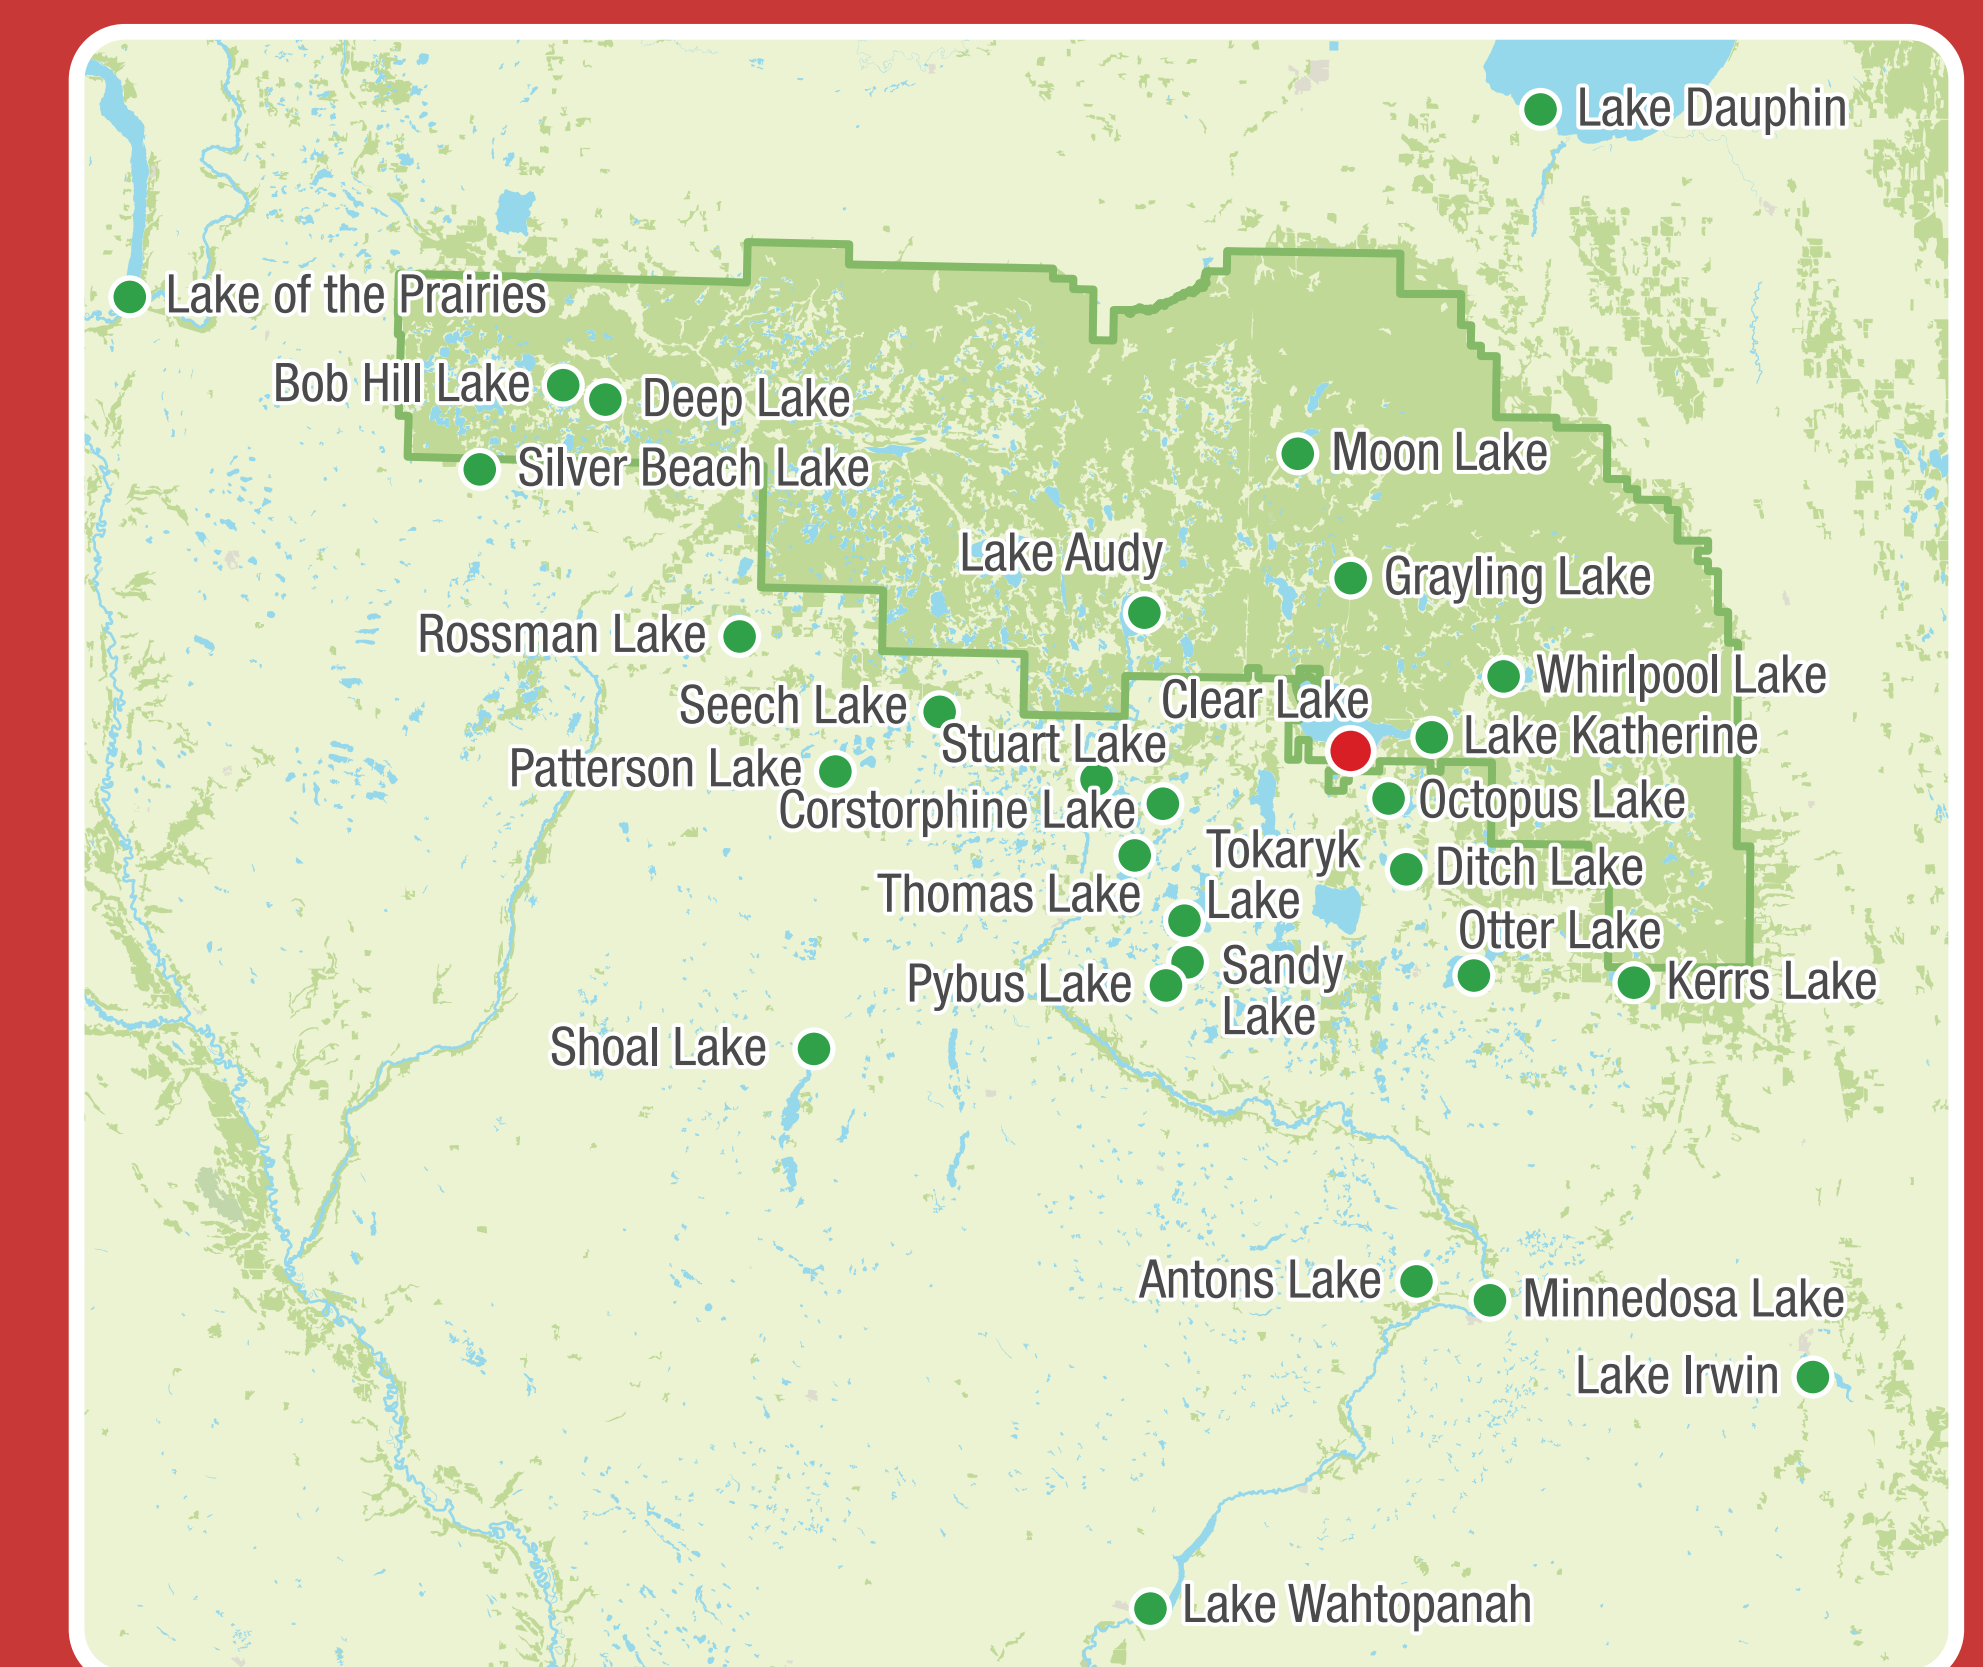 Lake Dauphin
Lake of the Prairies
Bob Hill Lake
Deep Lake
Silver Beach Lake
Moon Lake
Lake Audy
Grayling Lake
Rossman Lake
Whirlpool Lake
Clear Lake
Seech Lake
Lake Katherine
Stuart Lake
Patterson Lake
Octopus Lake
Corstorphine Lake
Tokaryk
Lake
Ditch Lake
Thomas Lake
Otter Lake
Sandy
Lake
Pybus Lake
Kerrs Lake
Shoal Lake
Antons Lake
Minnedosa Lake
Lake Irwin
Lake Wahtopanah